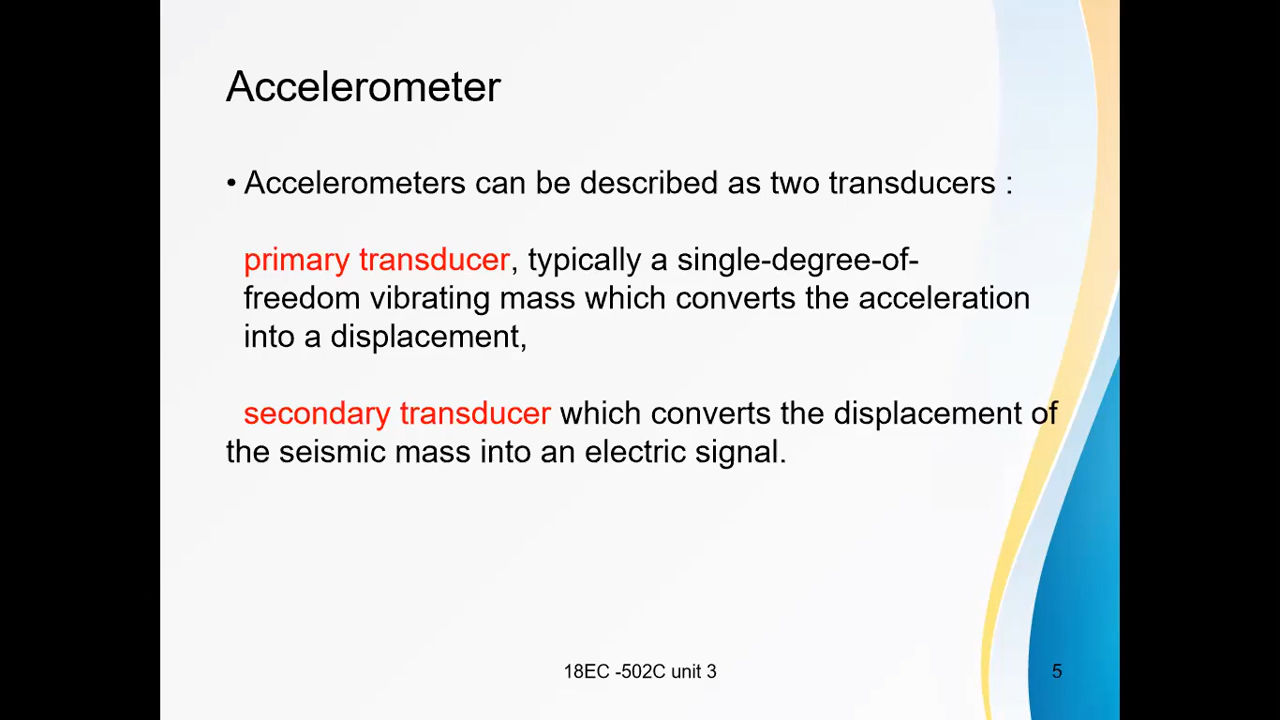 Accelerometer
• Accelerometers can be described as two transducers :
primary transducer, typically a single-degree-of-
freedom vibrating mass which converts the acceleration
into a displacement,
secondary transducer which converts the displacement of
the seismic mass into an electric signal.
18EC -502C unit 3
5